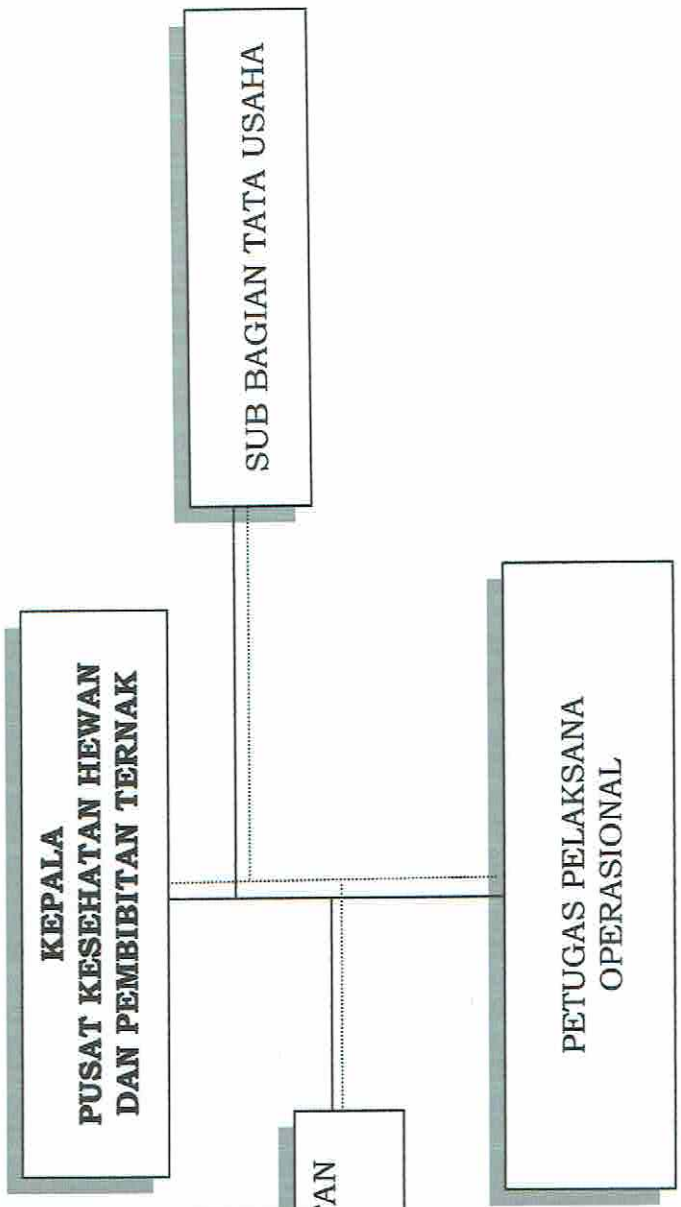 KEPALA
PUSAT KESEHATAN HEWAN
DAN PEMBIBITAN TERNAK
SUB BAGIAN TATA USAHA
PETUGAS PELAKSANA
OPERASIONAL